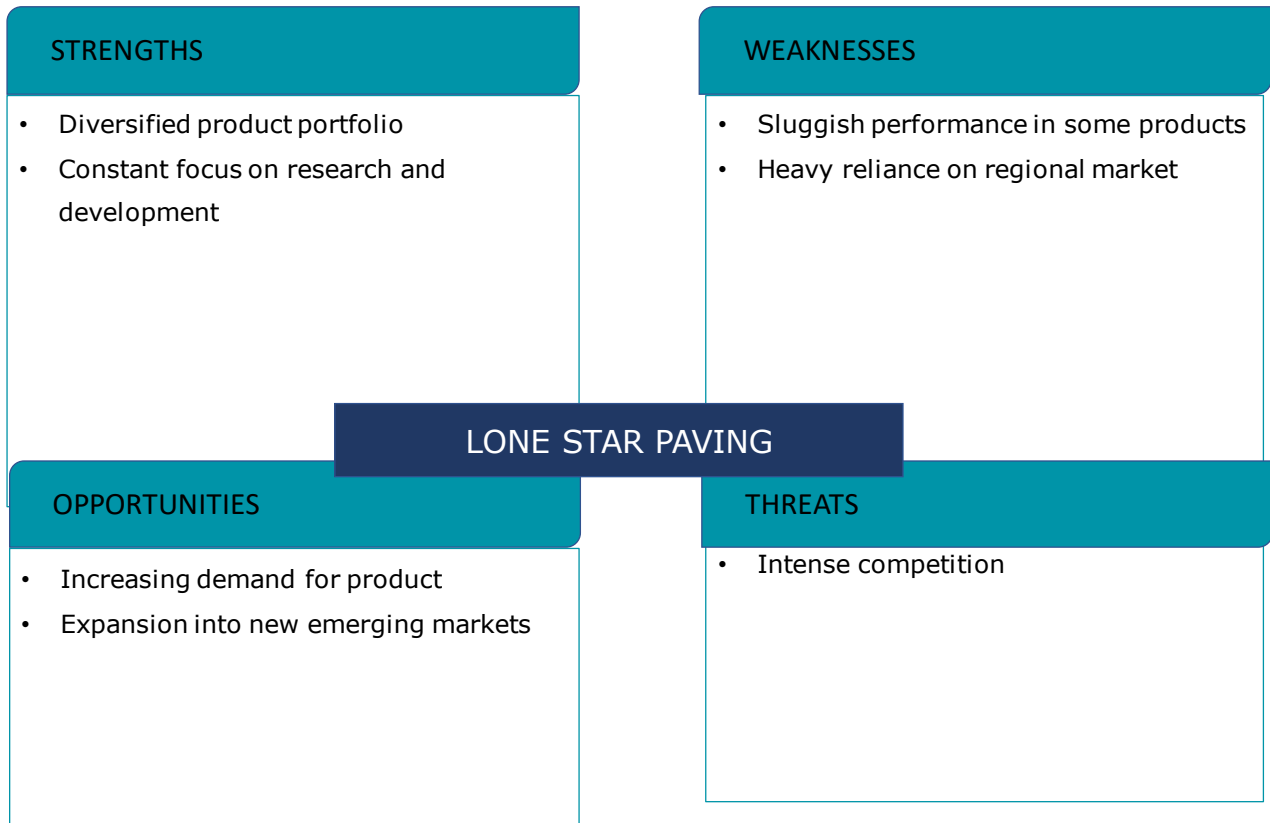 STRENGTHS
• Diversified product portfolio
• Constant focus on research and
development
WEAKNESSES
• Sluggish performance in some products
• Heavy reliance on regional market
LONE STAR PAVING
OPPORTUNITIES
• Increasing demand for product
• Expansion into new emerging markets
THREATS
• Intense competition